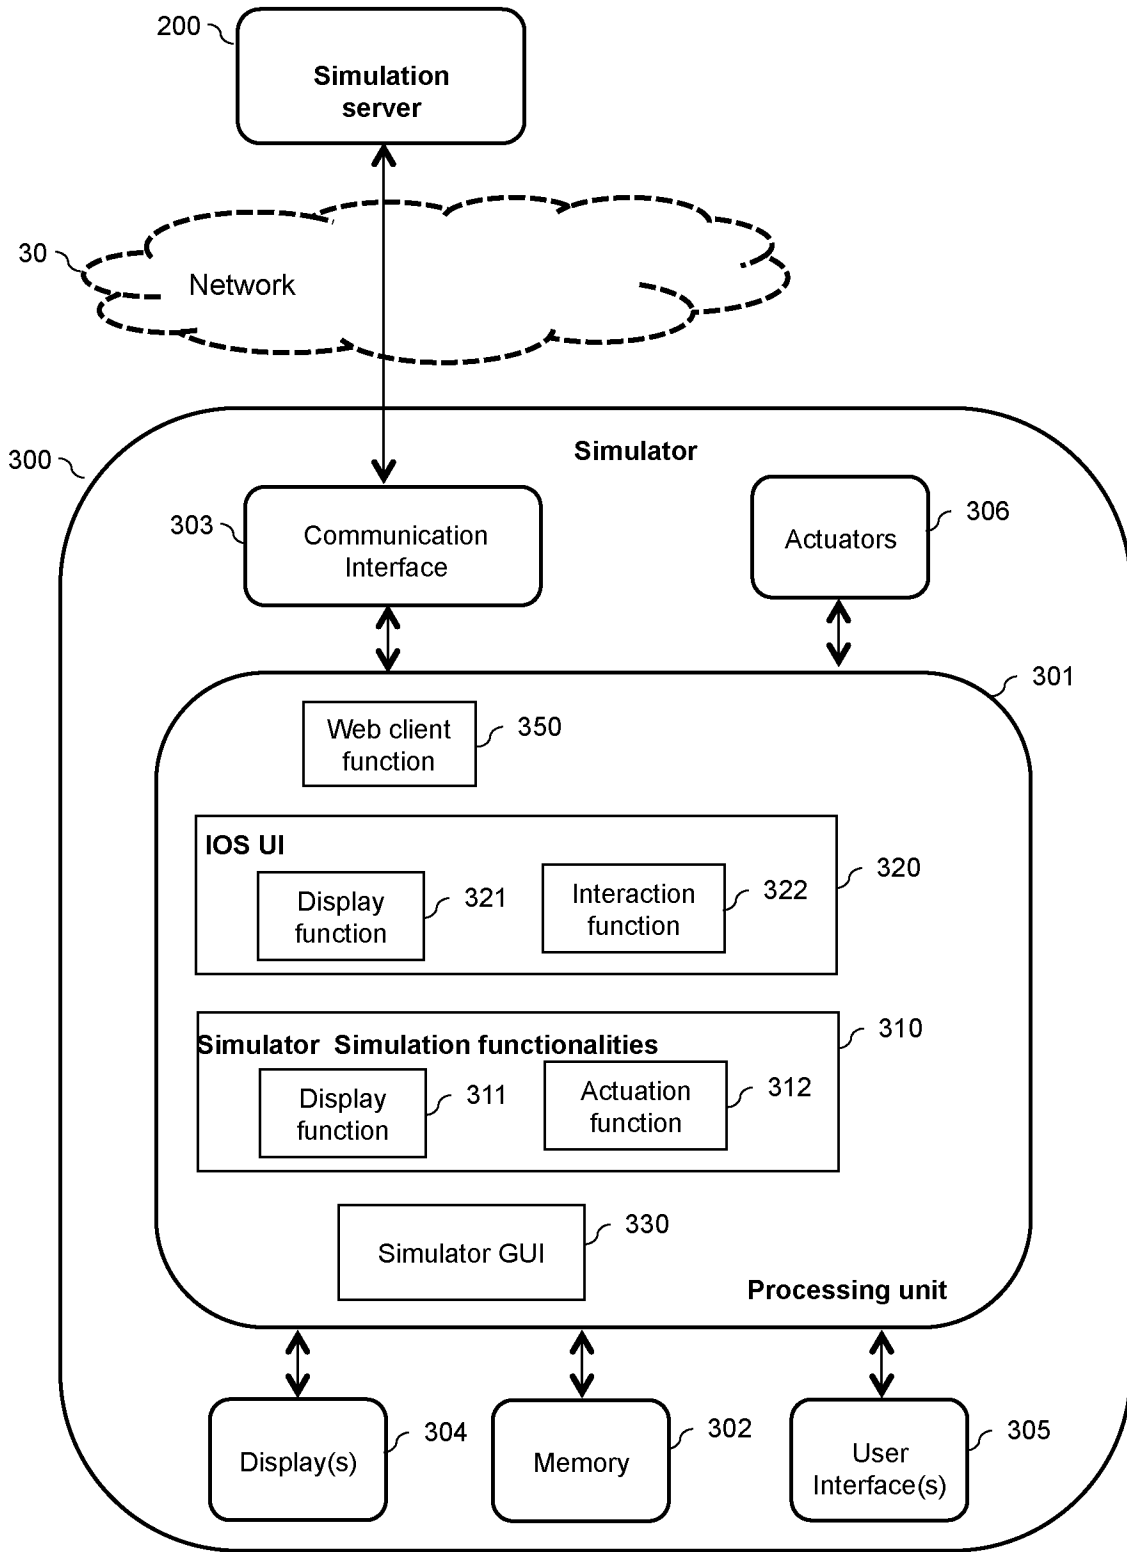 200
Simulation
server
30
Network
300
Simulator
303
Communication
Interface
306
Actuators
301
Web client
function
350
IOS UI
320
Display
function
321
Interaction
function
322
310
Simulator  Simulation functionalities
Display
function
311
Actuation
function
312
330
Simulator GUI
Processing unit
304
Display(s)
302
Memory
305
User
Interface(s)